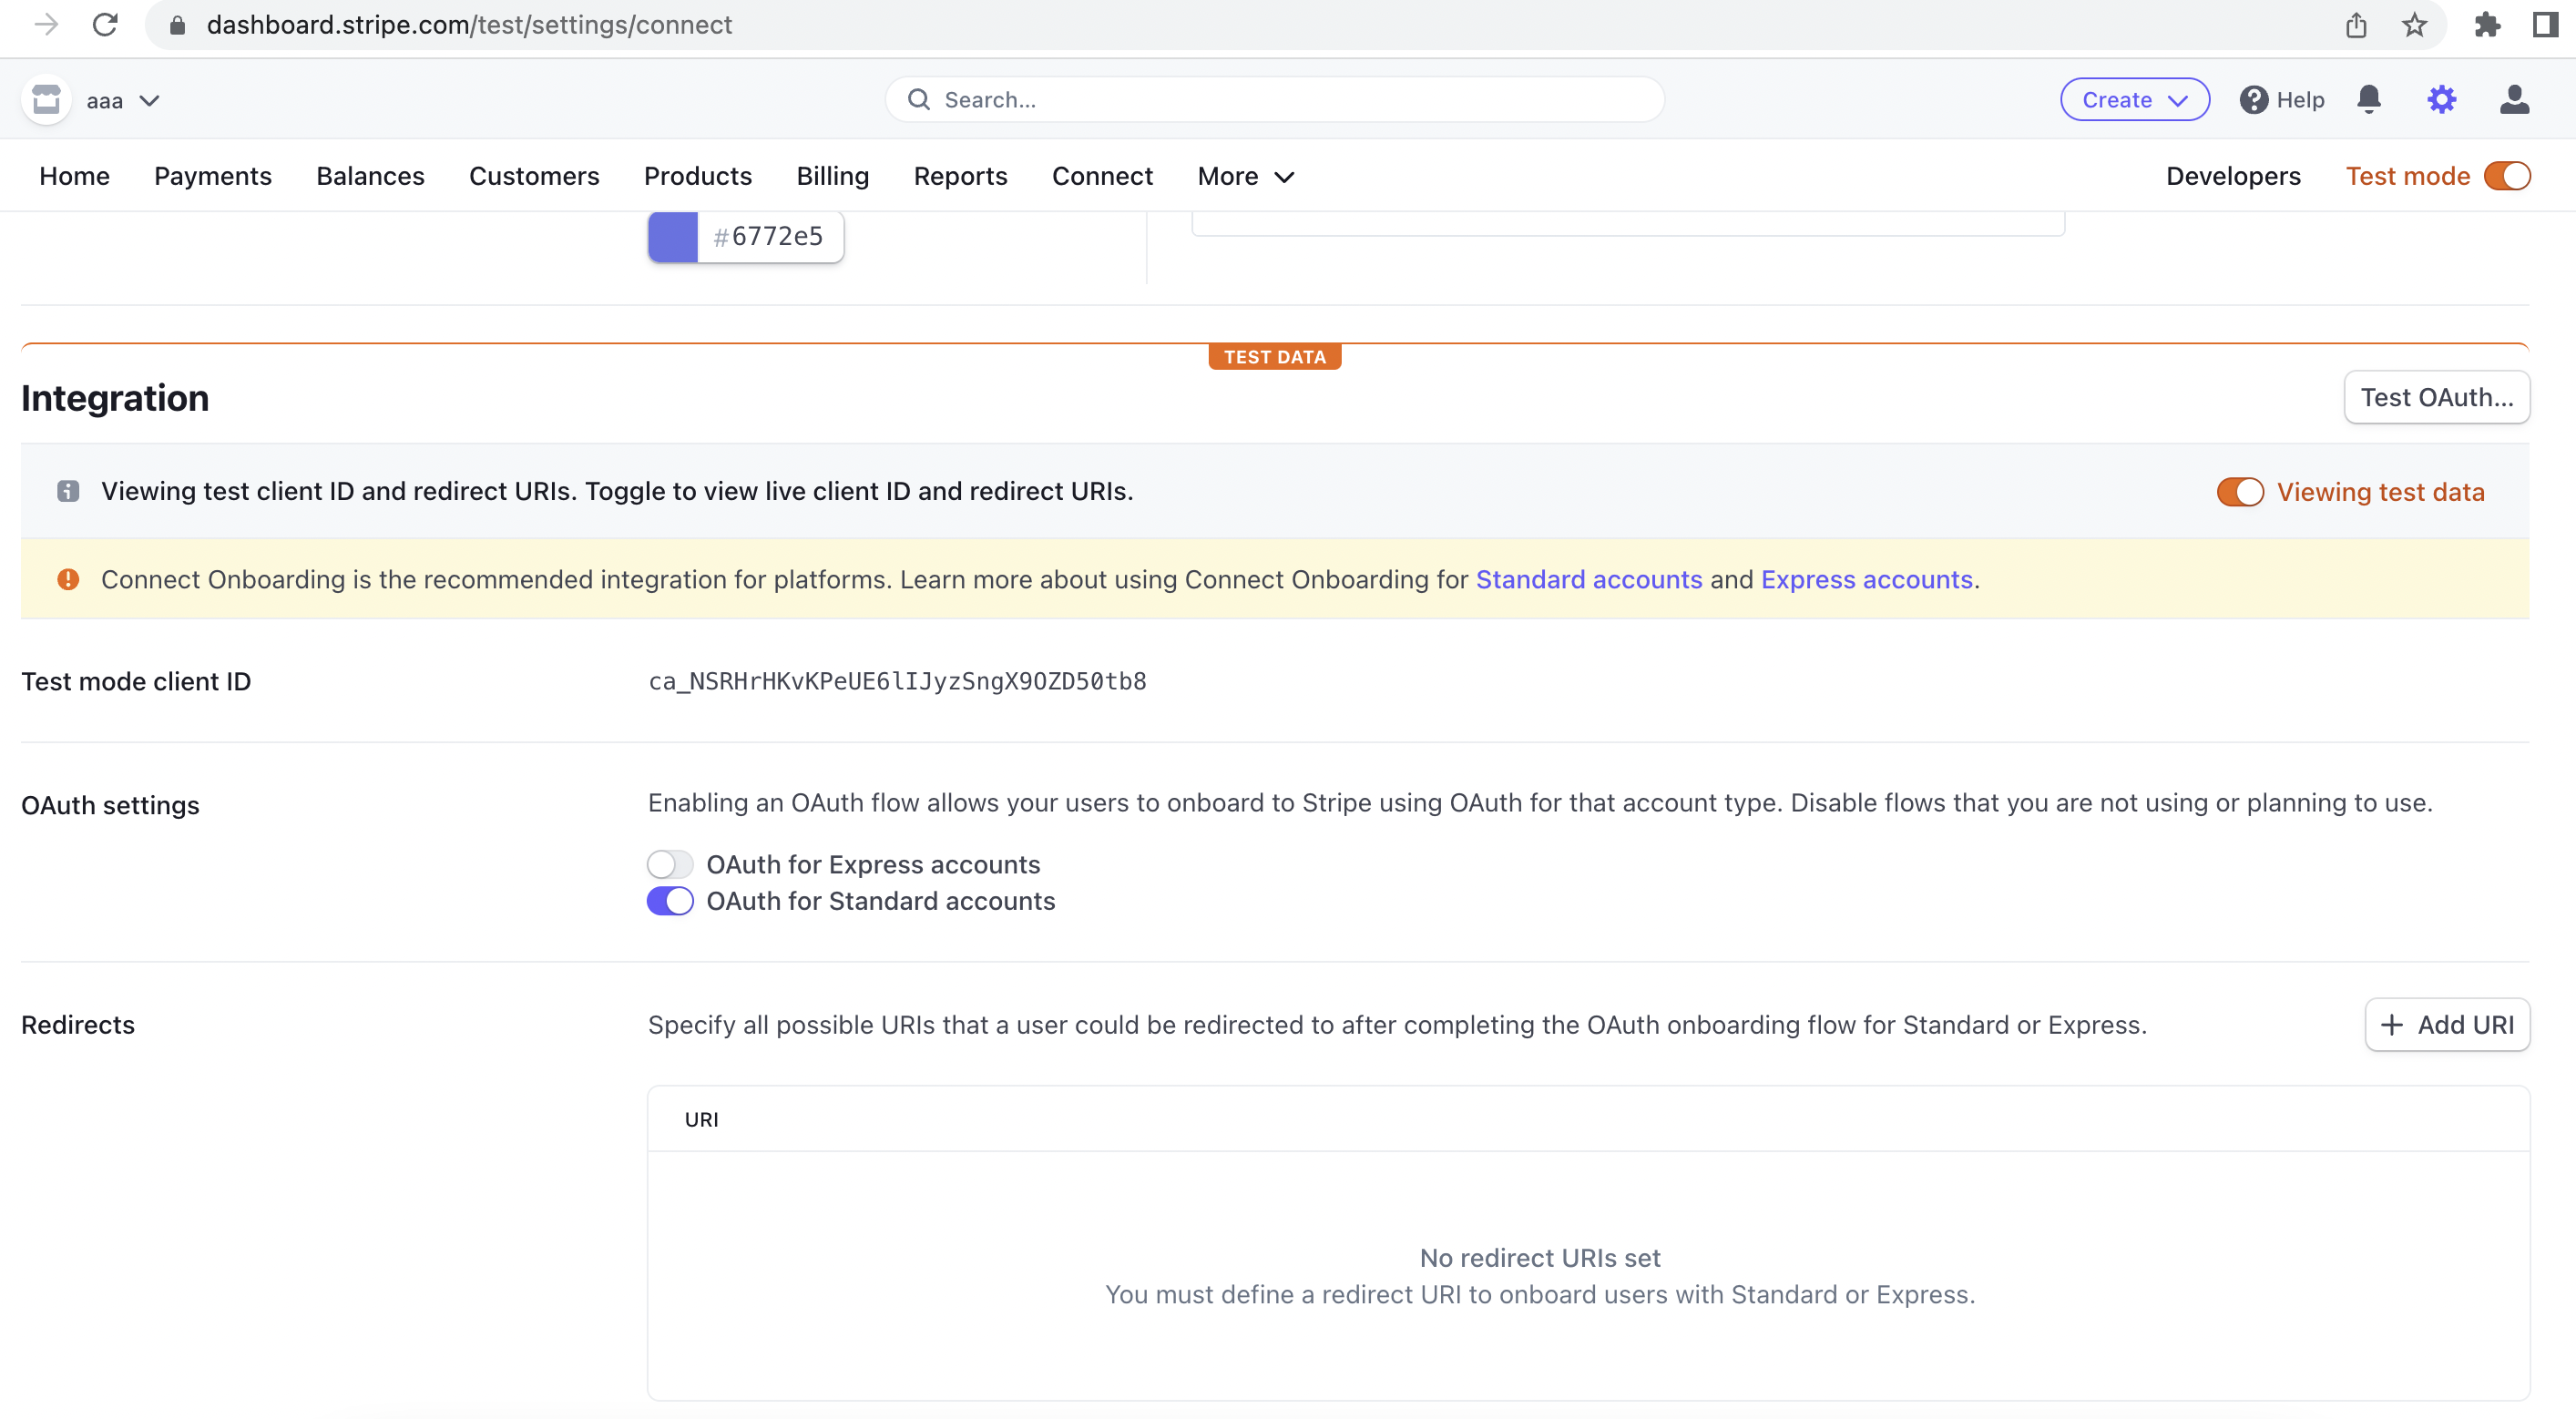 dashboard.stripe.com/test/settings/connect
aaa
Search...
Create
Help
Home Payments Balances Customers Products Billing Reports Connect More Developers Test mode
#6772e5
TEST DATA
Integration
Test OAuth...
Viewing test client ID and redirect URIs. Toggle to view live client ID and redirect URIs.
Viewing test data
Connect Onboarding is the recommended integration for platforms. Learn more about using Connect Onboarding for Standard accounts and Express accounts.
Test mode client ID
ca_NSRHrHKvKPeUE6lIJyzSngX9OZD50tb8
OAuth settings
Enabling an OAuth flow allows your users to onboard to Stripe using OAuth for that account type. Disable flows that you are not using or planning to use.
OAuth for Express accounts
OAuth for Standard accounts
Redirects
Specify all possible URIs that a user could be redirected to after completing the OAuth onboarding flow for Standard or Express.
Add URI
URI
No redirect URIs set
You must define a redirect URI to onboard users with Standard or Express.